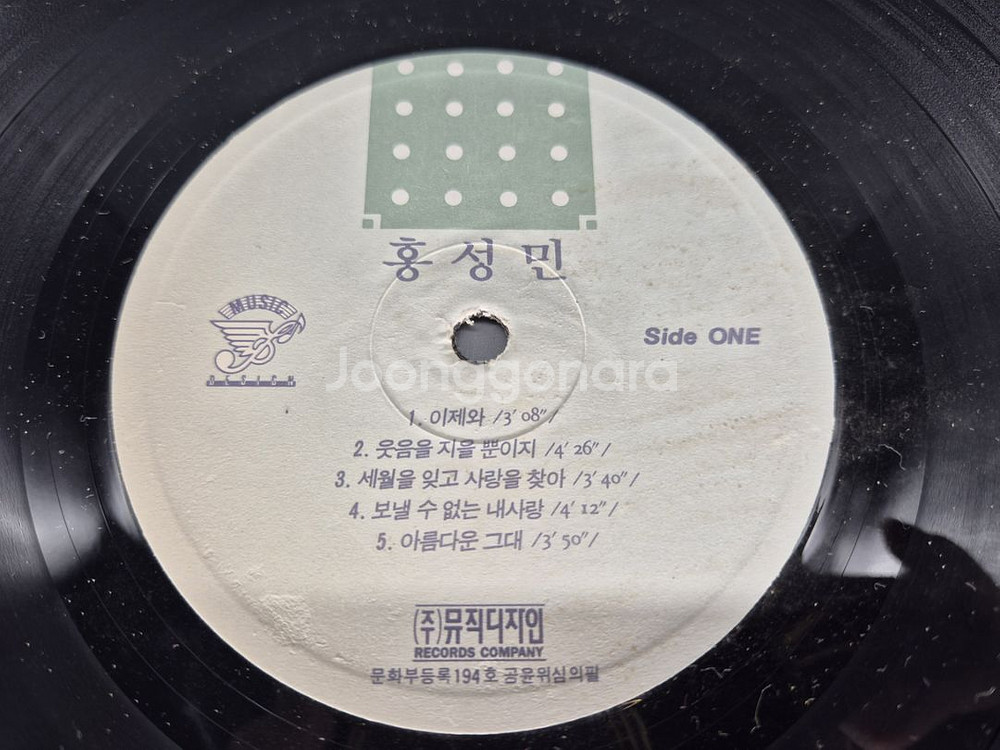 홍성민
MUSIC
DESIGN
Side ONE
Joonggonara
1. 이제와 /3' 08"/
2. 웃음을 지을 뿐이지 /4' 26"/
3. 세월을 잊고 사랑을 찾아 /3' 40"/
4. 보낼 수 없는 내사랑 /4' 12"/
5. 아름다운 그대 /3' 50"/
(주)뮤직디자인
RECORDS COMPANY
문화부등록194호 공윤위심의필